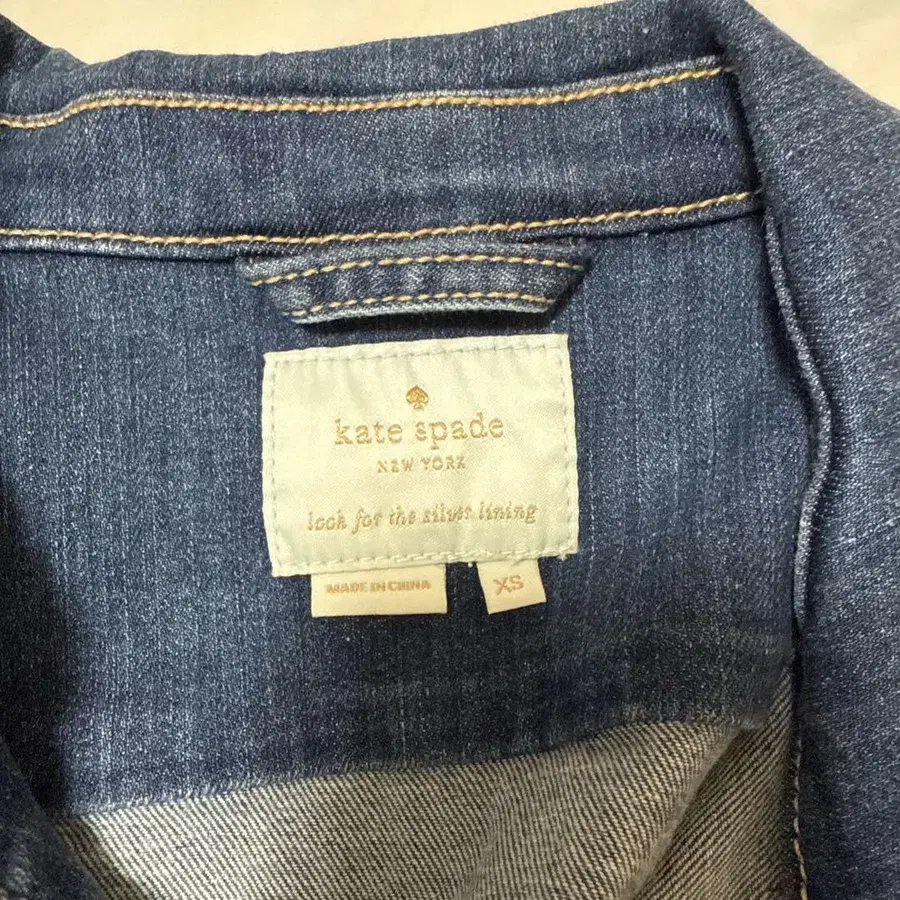 kate spade
NEW YORK
look for the silver lining
MADE IN CHINA
XS